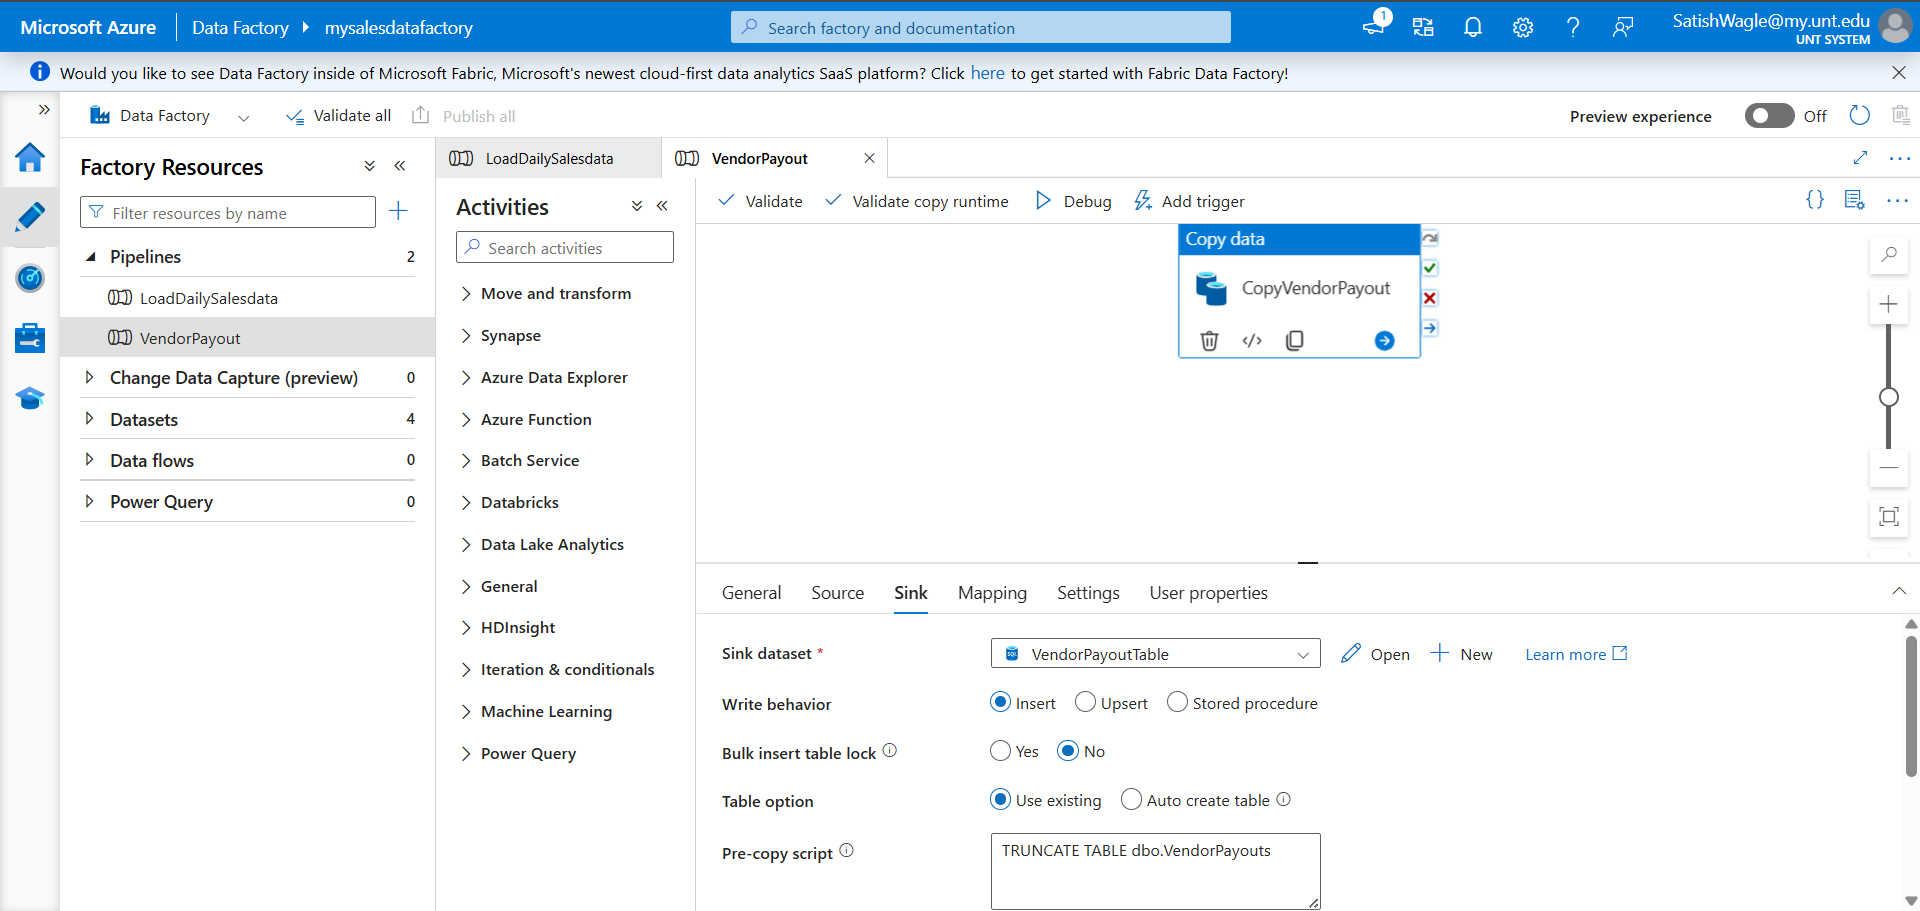 Microsoft Azure
Data Factory
mysalesdatafactory
Search factory and documentation
1
SatishWagle@my.unt.edu
UNT SYSTEM
Would you like to see Data Factory inside of Microsoft Fabric, Microsoft's newest cloud-first data analytics SaaS platform? Click here to get started with Fabric Data Factory!
Data Factory
Validate all
Publish all
Preview experience
Off
Factory Resources
Filter resources by name
Pipelines 2
LoadDailySalesdata
VendorPayout
Change Data Capture (preview) 0
Datasets 4
Data flows 0
Power Query 0
LoadDailySalesdata
VendorPayout
Activities
Search activities
Move and transform
Synapse
Azure Data Explorer
Azure Function
Batch Service
Databricks
Data Lake Analytics
General
HDInsight
Iteration & conditionals
Machine Learning
Power Query
Validate
Validate copy runtime
Debug
Add trigger
Copy data
CopyVendorPayout
General
Source
Sink
Mapping
Settings
User properties
Sink dataset *
VendorPayoutTable
Open
New
Learn more
Write behavior
Insert
Upsert
Stored procedure
Bulk insert table lock
Yes
No
Table option
Use existing
Auto create table
Pre-copy script
TRUNCATE TABLE dbo.VendorPayouts